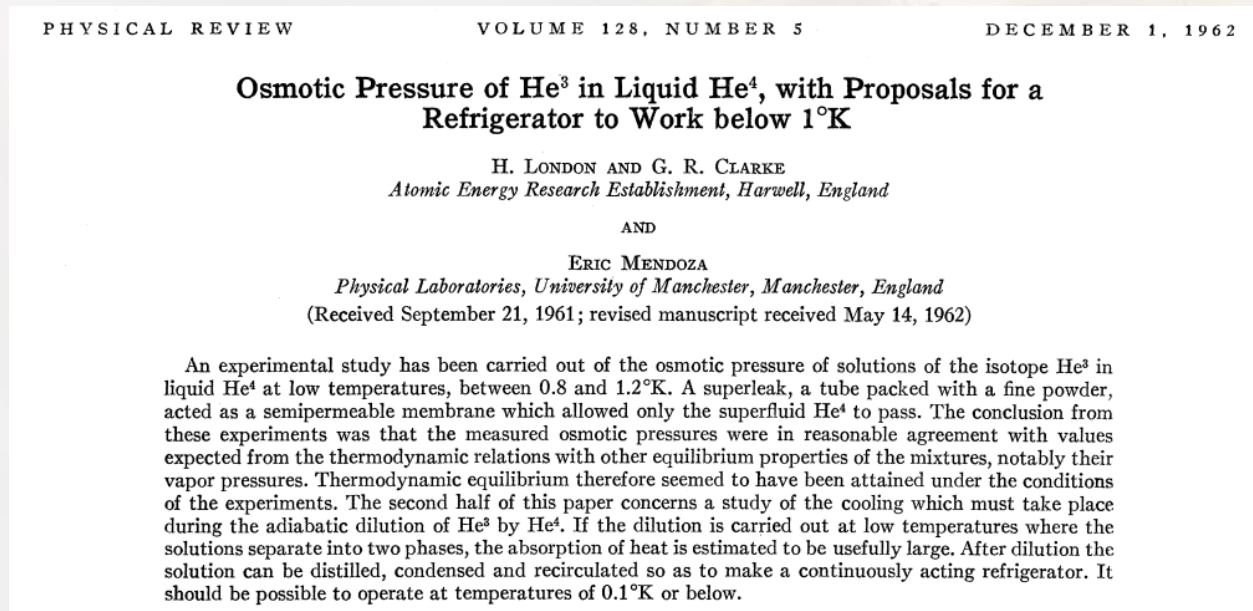 PHYSICAL REVIEW VOLUME 128, NUMBER 5 DECEMBER 1, 1962
Osmotic Pressure of He³ in Liquid He⁴, with Proposals for a
Refrigerator to Work below 1°K
H. LONDON AND G. R. CLARKE
Atomic Energy Research Establishment, Harwell, England
AND
ERIC MENDOZA
Physical Laboratories, University of Manchester, Manchester, England
(Received September 21, 1961; revised manuscript received May 14, 1962)
An experimental study has been carried out of the osmotic pressure of solutions of the isotope He³ in
liquid He⁴ at low temperatures, between 0.8 and 1.2°K. A superleak, a tube packed with a fine powder,
acted as a semipermeable membrane which allowed only the superfluid He⁴ to pass. The conclusion from
these experiments was that the measured osmotic pressures were in reasonable agreement with values
expected from the thermodynamic relations with other equilibrium properties of the mixtures, notably their
vapor pressures. Thermodynamic equilibrium therefore seemed to have been attained under the conditions
of the experiments. The second half of this paper concerns a study of the cooling which must take place
during the adiabatic dilution of He³ by He⁴. If the dilution is carried out at low temperatures where the
solutions separate into two phases, the absorption of heat is estimated to be usefully large. After dilution the
solution can be distilled, condensed and recirculated so as to make a continuously acting refrigerator. It
should be possible to operate at temperatures of 0.1°K or below.